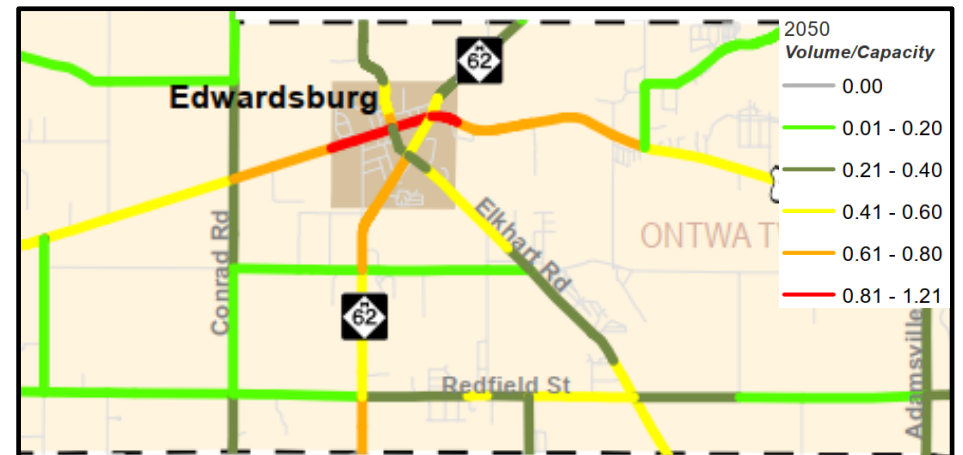 2050
Volume/Capacity
0.00
0.01 - 0.20
0.21 - 0.40
0.41 - 0.60
0.61 - 0.80
0.81 - 1.21
M
62
Edwardsburg
Elkhart Rd
ONTWA T
Conrad Rd
M
62
Redfield St
Adamsville